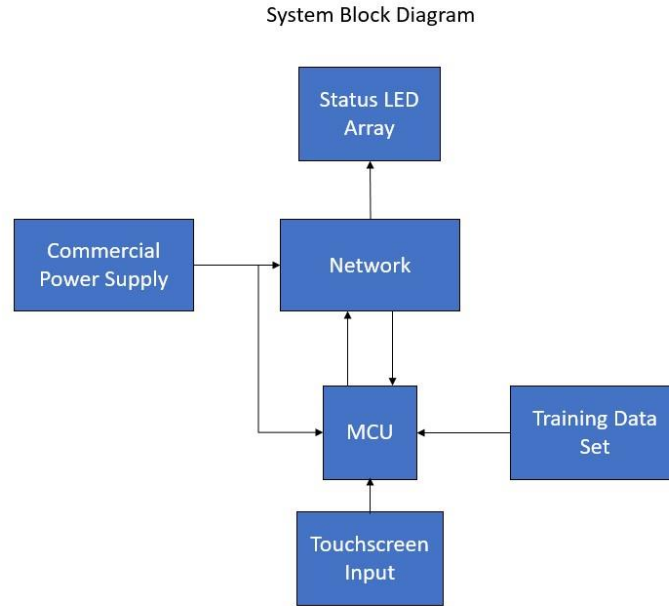 System Block Diagram
Status LED
Array
Commercial
Power Supply
Network
MCU
Training Data
Set
Touchscreen
Input